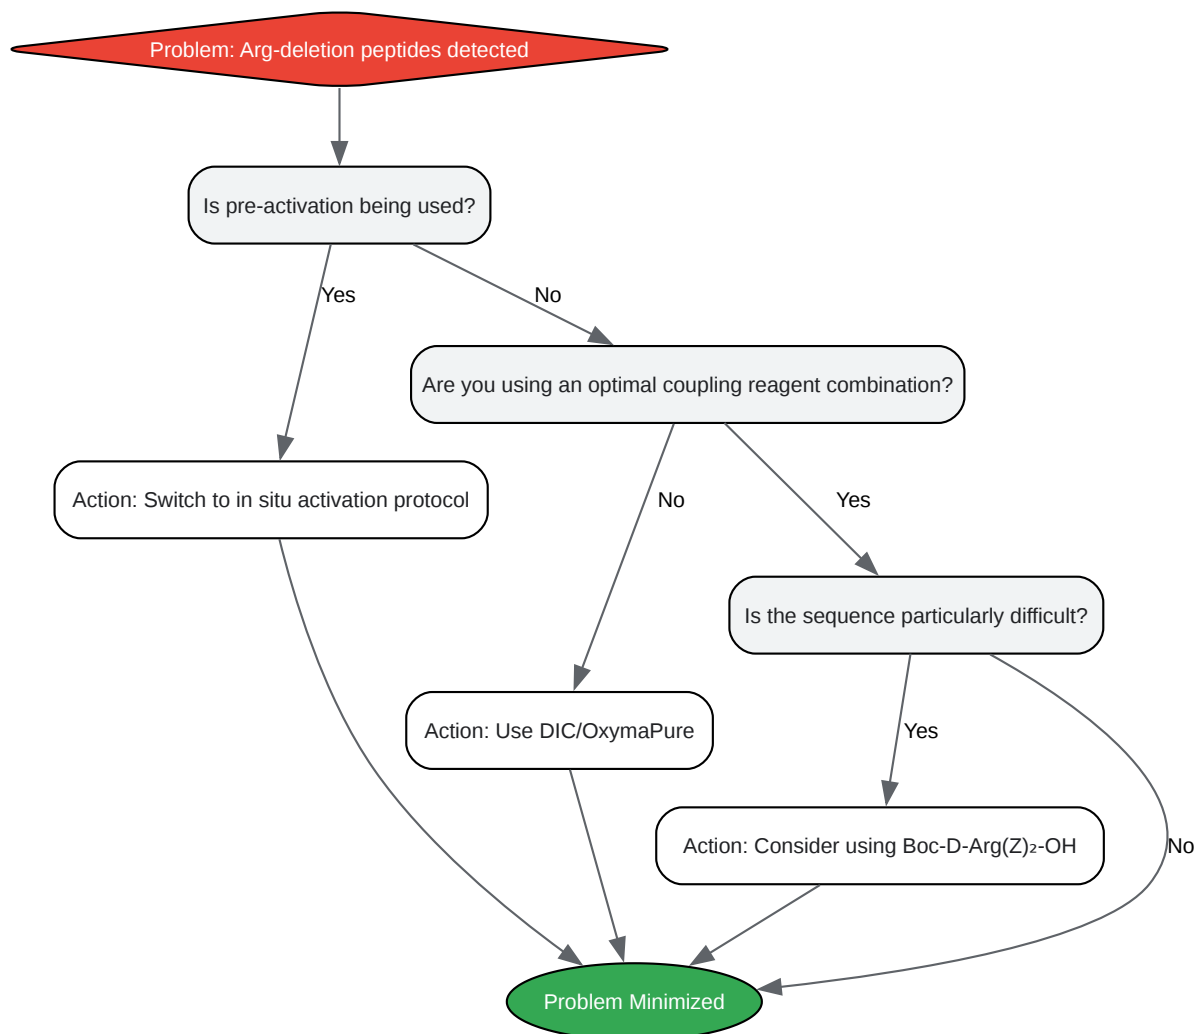 Problem: Arg-deletion peptides detected
Is pre-activation being used?
Yes
No
Are you using an optimal coupling reagent combination?
Action: Switch to in situ activation protocol
No
Yes
Is the sequence particularly difficult?
Action: Use DIC/OxymaPure
Yes
Action: Consider using Boc-D-Arg(Z)₂-OH
No
Problem Minimized